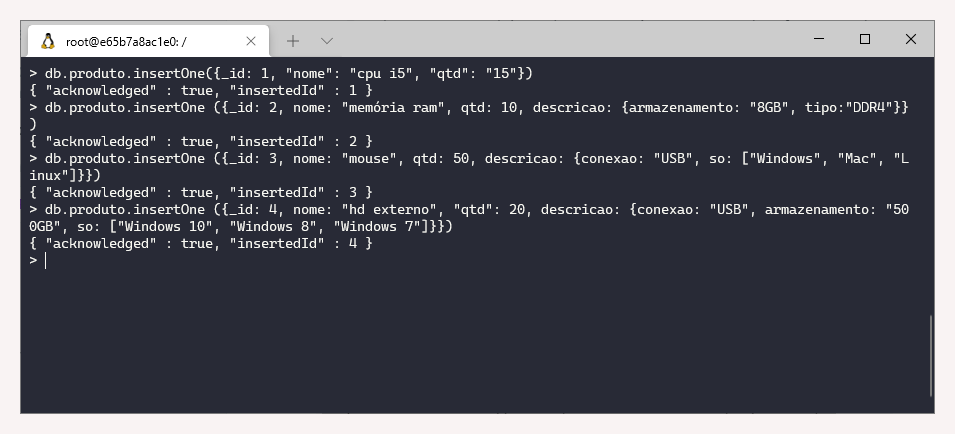 root@e65b7a8ac1e0: /
> db.produto.insertOne({_id: 1, "nome": "cpu i5", "qtd": "15"})
{ "acknowledged" : true, "insertedId" : 1 }
> db.produto.insertOne ({_id: 2, nome: "memória ram", qtd: 10, descricao: {armazenamento: "8GB", tipo:"DDR4"}}
)
{ "acknowledged" : true, "insertedId" : 2 }
> db.produto.insertOne ({_id: 3, nome: "mouse", qtd: 50, descricao: {conexao: "USB", so: ["Windows", "Mac", "L
inux"]}})
{ "acknowledged" : true, "insertedId" : 3 }
> db.produto.insertOne ({_id: 4, nome: "hd externo", "qtd": 20, descricao: {conexao: "USB", armazenamento: "50
0GB", so: ["Windows 10", "Windows 8", "Windows 7"]}})
{ "acknowledged" : true, "insertedId" : 4 }
>